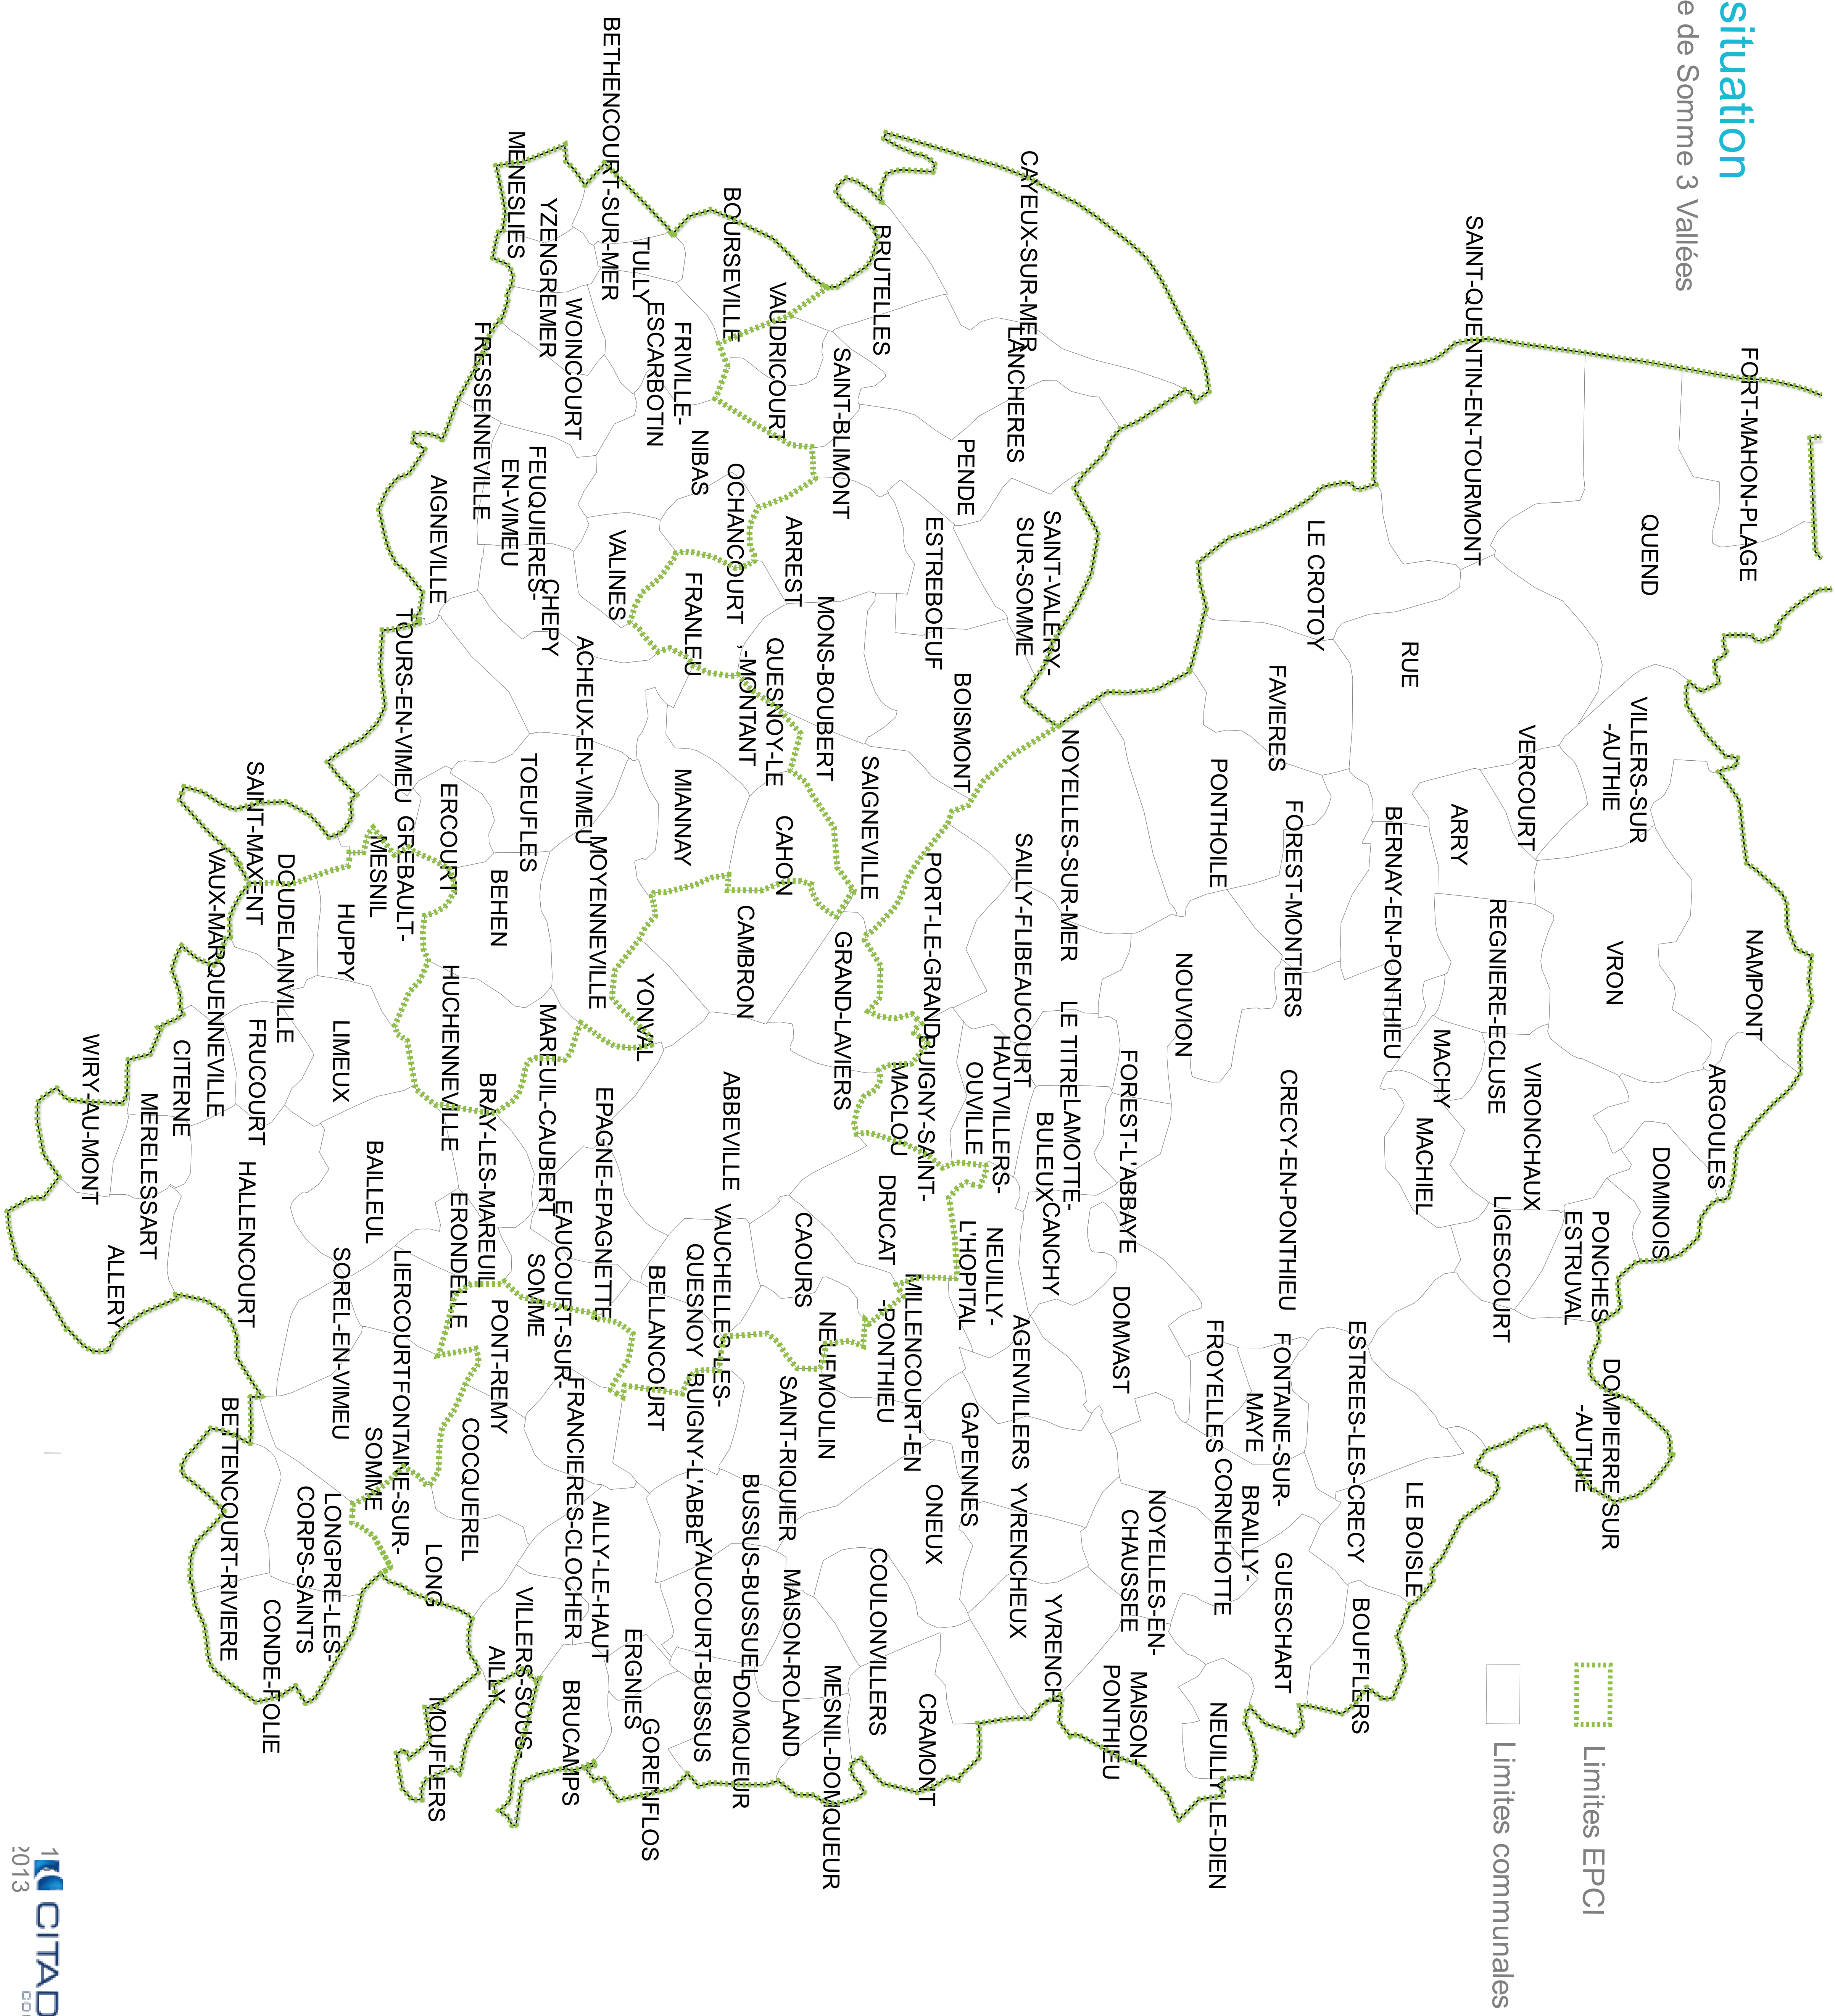 situation
e de Somme 3 Vallées
FORT-MAHON-PLAGE
QUEND
SAINT-QUENTIN-EN-TOURMONT
VILLERS-SUR
-AUTHIE
NAMPONT
VRON
ARGOULES
DOMINOIS
VERCOURT
RUE
LE CROTOY
ARRY
REGNIERE-ECLUSE
VIRONCHAUX
PONCHES
ESTRUVAL
LIGESCOURT
DOMPIERRE-SUR
-AUTHIE
MACHY
MACHIEL
BERNAY-EN-PONTHIEU
FAVIERES
FOREST-MONTIERS
CRECY-EN-PONTHIEU
ESTREES-LES-CRECY
LE BOISLE
BOUFFLERS
FONTAINE-SUR-
MAYE
GUESCHART
BRAILLY-
CORNEHOTTE
FROYELLES
PONTHOILE
NOUVION
FOREST-L'ABBAYE
DOMVAST
NOYELLES-EN-
CHAUSSEE
MAISON-
PONTHIEU
NEUILLY-LE-DIEN
NOYELLES-SUR-MER
LE TITRE
LAMOTTE-
BULEUX
CANCHY
SAILLY-FLIBEAUCOURT
HAUTVILLERS-
OUVILLE
NEUILLY-
L'HOPITAL
AGENVILLERS
YVRENCHEUX
YVRENCH
GAPENNES
CAYEUX-SUR-MER
LANCHERES
SAINT-VALERY-
SUR-SOMME
PENDE
BOISMONT
ESTREBOEUF
BRUTELLES
SAINT-BLIMONT
SAIGNEVILLE
PORT-LE-GRAND
BUIGNY-SAINT-
MACLOU
GRAND-LAVIERS
DRUCAT
MILLENCOURT-EN
-PONTHIEU
ONEUX
COULONVILLERS
CRAMONT
MONS-BOUBERT
ARREST
VAUDRICOURT
BOURSEVILLE
OCHANCOURT
QUESNOY-LE
-MONTANT
CAHON
CAMBRON
ABBEVILLE
CAOURS
NEUFMOULIN
SAINT-RIQUIER
MAISON-ROLAND
MESNIL-DOMQUEUR
VAUCHELLES-LES-
QUESNOY
BUIGNY-L'ABBE
BUSSUS-BUSSUEL
DOMQUEUR
YAUCOURT-BUSSUS
BELLANCOURT
NIBAS
FRANLEU
FRIVILLE-
ESCARBOTIN
TULLY
BETHENCOURT-SUR-MER
MIANNAY
YONVAL
VALINES
ACHEUX-EN-VIMEU
MOYENNEVILLE
EPAGNE-EPAGNETTE
EAUCOURT-SUR-
SOMME
AILLY-LE-HAUT
-CLOCHER
FRANCIERES
ERGNIES
GORENFLOS
BRUCAMPS
WOINCOURT
YZENGREMER
MENESLIES
FEUQUIERES-
EN-VIMEU
CHEPY
FRESSENNEVILLE
AIGNEVILLE
TOURS-EN-VIMEU
TOEUFLES
BEHEN
ERCOURT
MAREUIL-CAUBERT
HUCHENNEVILLE
BRAY-LES-MAREUIL
ERONDELLE
PONT-REMY
COCQUEREL
LONG
VILLERS-SOUS-
AILLY
MOUFLERS
GREBAULT-
MESNIL
HUPPY
LIMEUX
BAILLEUL
LIERCOURT
FONTAINE-SUR-
SOMME
SOREL-EN-VIMEU
LONGPRE-LES-
CORPS-SAINTS
CONDE-FOLIE
BETTENCOURT-RIVIERE
SAINT-MAXENT
DOUDELAINVILLE
VAUX-MARQUENNEVILLE
FRUCOURT
HALLENCOURT
CITERNE
MERELESSART
WIRY-AU-MONT
ALLERY
Limites EPCI
Limites communales
CITAD
2013